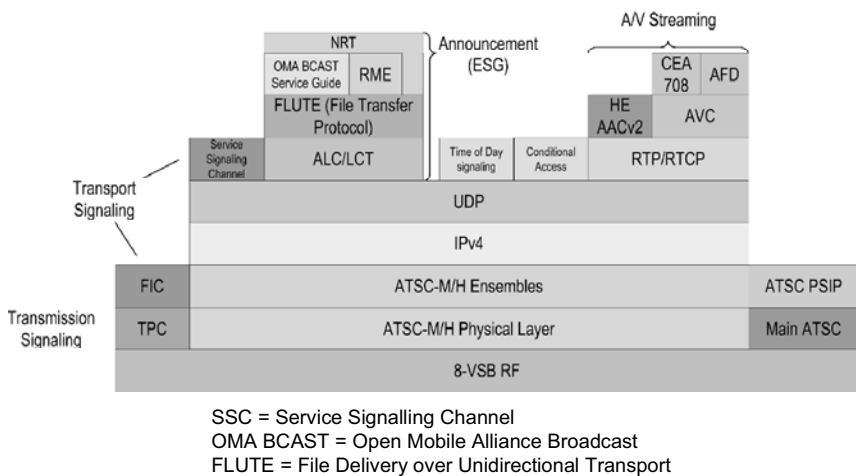 A/V Streaming
NRT
Announcement
(ESG)
OMA BCAST
Service Guide
RME
CEA
708
AFD
FLUTE (File Transfer
Protocol)
HE
AACv2
AVC
Service
Signaling
Channel
ALC/LCT
Time of Day
signaling
Conditional
Access
RTP/RTCP
Transport
Signaling
UDP
IPv4
FIC
ATSC-M/H Ensembles
ATSC PSIP
Transmission
Signaling
TPC
ATSC-M/H Physical Layer
Main ATSC
8-VSB RF
SSC = Service Signalling Channel
OMA BCAST = Open Mobile Alliance Broadcast
FLUTE = File Delivery over Unidirectional Transport